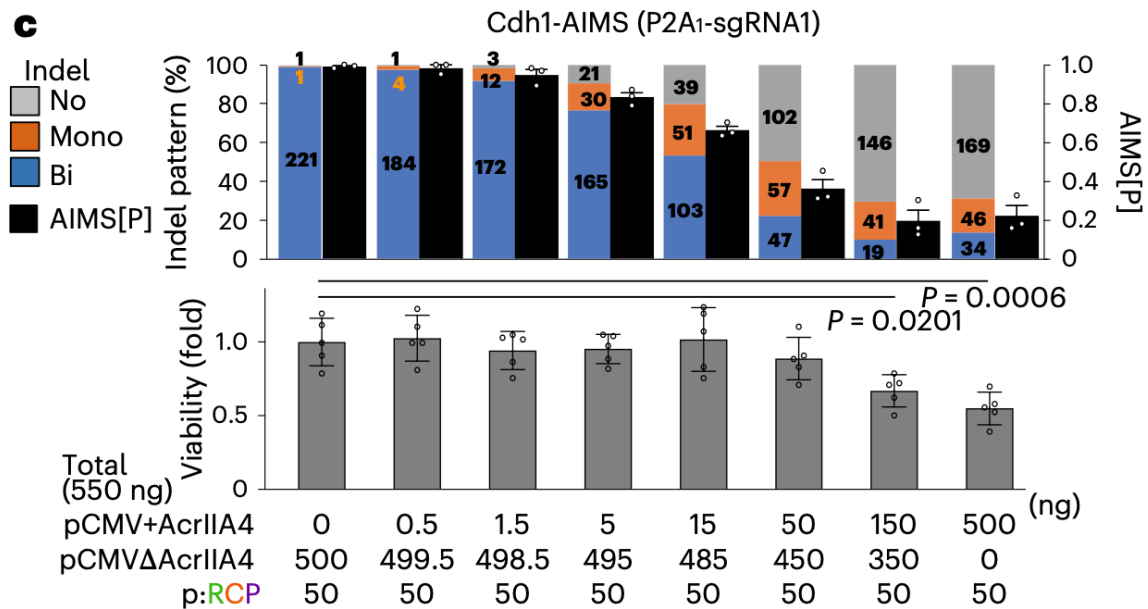 c
Cdh1-AIMS (P2A1-sgRNA1)
Indel
No
Mono
Bi
AIMS[P]
Indel pattern (%)
100
80
60
40
20
0
1 1 3 21 39 102 146 169
1 4 12 30 51 57 41 46
221 184 172 165 103 47 19 34
1.0
0.8
0.6
0.4
0.2
0
AIMS[P]
P = 0.0006
P = 0.0201
Viability (fold)
1.0
0.5
0
Total
(550 ng)
(ng)
pCMV+AcrIIA4 0 0.5 1.5 5 15 50 150 500
pCMVΔAcrIIA4 500 499.5 498.5 495 485 450 350 0
p:RCP 50 50 50 50 50 50 50 50